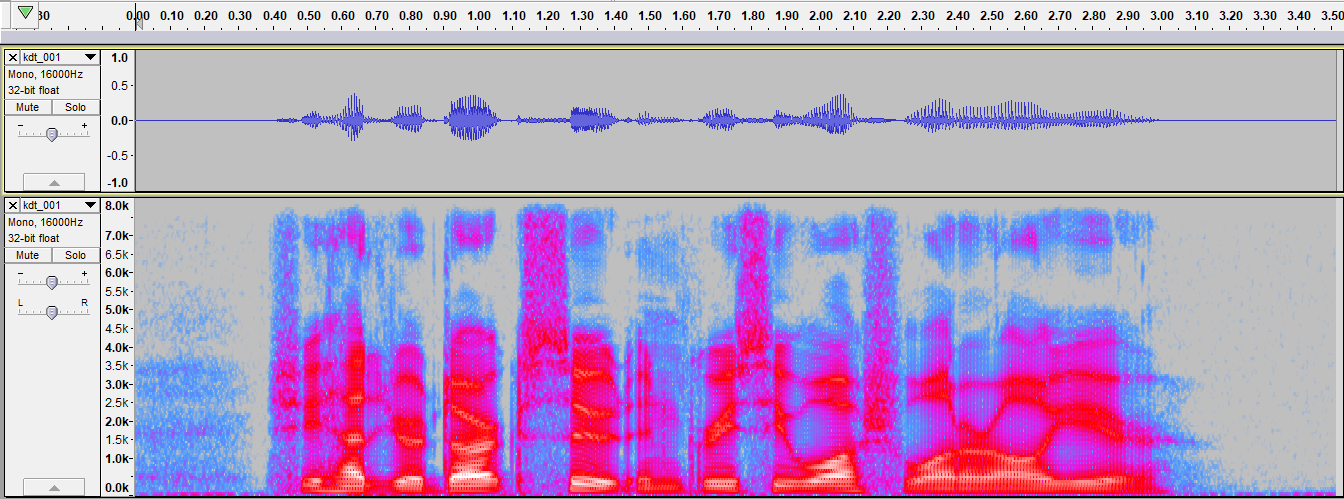 30 0.00 0.10 0.20 0.30 0.40 0.50 0.60 0.70 0.80 0.90 1.00 1.10 1.20 1.30 1.40 1.50 1.60 1.70 1.80 1.90 2.00 2.10 2.20 2.30 2.40 2.50 2.60 2.70 2.80 2.90 3.00 3.10 3.20 3.30 3.40 3.50
kdt_001
Mono, 16000Hz
32-bit float
Mute Solo
- +
1.0
0.5-
0.0-
-0.5-
-1.0
kdt_001
Mono, 16000Hz
32-bit float
Mute Solo
- +
L R
8.0k
7.0k-
6.5k-
6.0k-
5.5k-
5.0k-
4.5k-
4.0k-
3.5k-
3.0k-
2.5k-
2.0k-
1.5k-
1.0k-
0.0k-